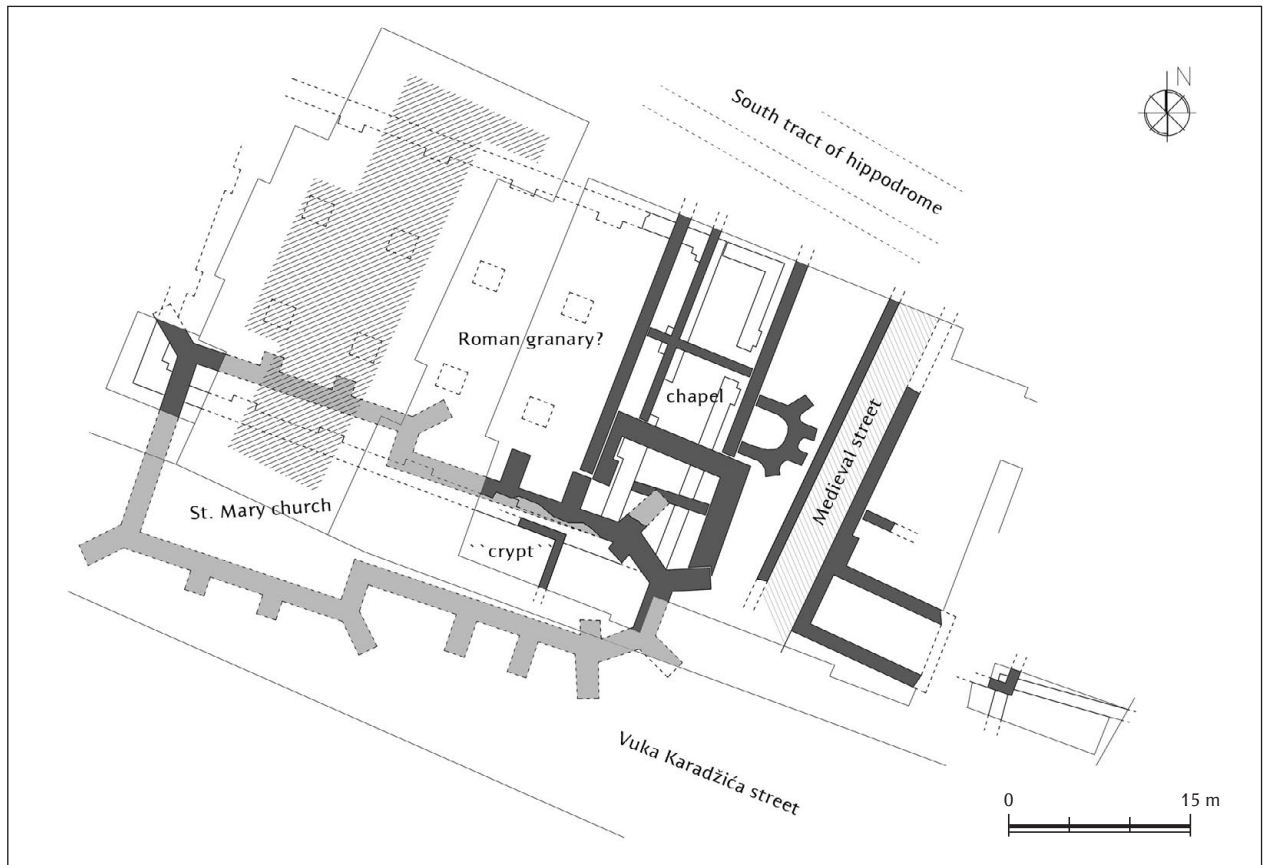 N
South tract of hippodrome
Roman granary?
chapel
Medieval street
St. Mary church
crypt
Vuka Karadžića street
0 15 m